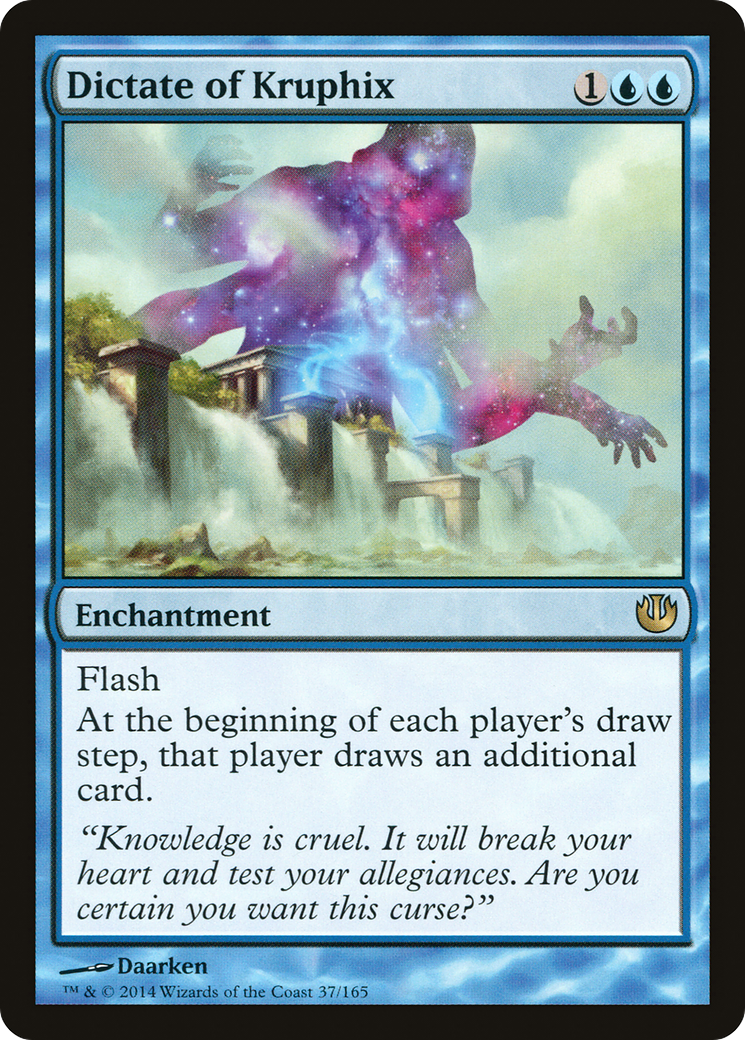 Dictate of Kruphix 1
Enchantment
Flash
At the beginning of each player's draw
step, that player draws an additional
card.
“Knowledge is cruel. It will break your
heart and test your allegiances. Are you
certain you want this curse?”
Daarken
™ & © 2014 Wizards of the Coast 37/165